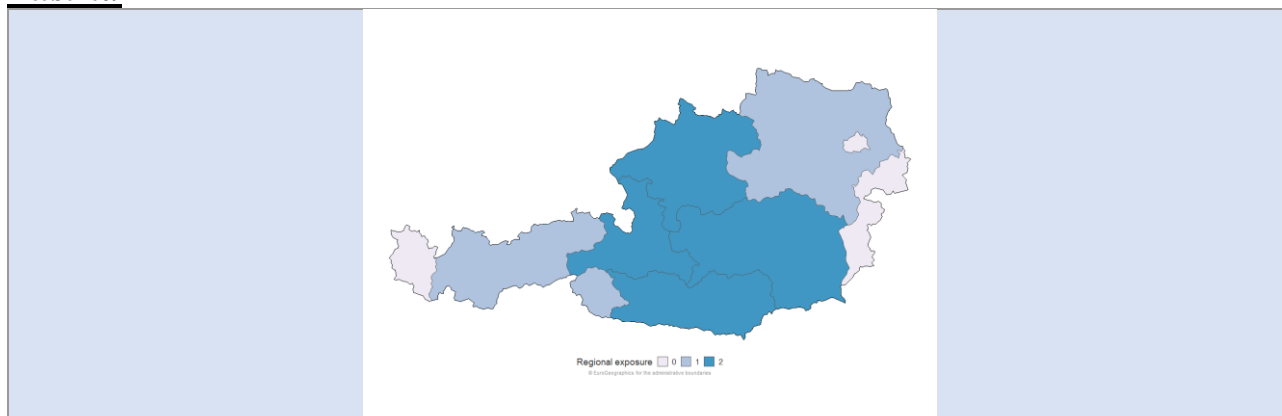 Regional exposure 0 1 2
© EuroGeographics for the administrative boundaries